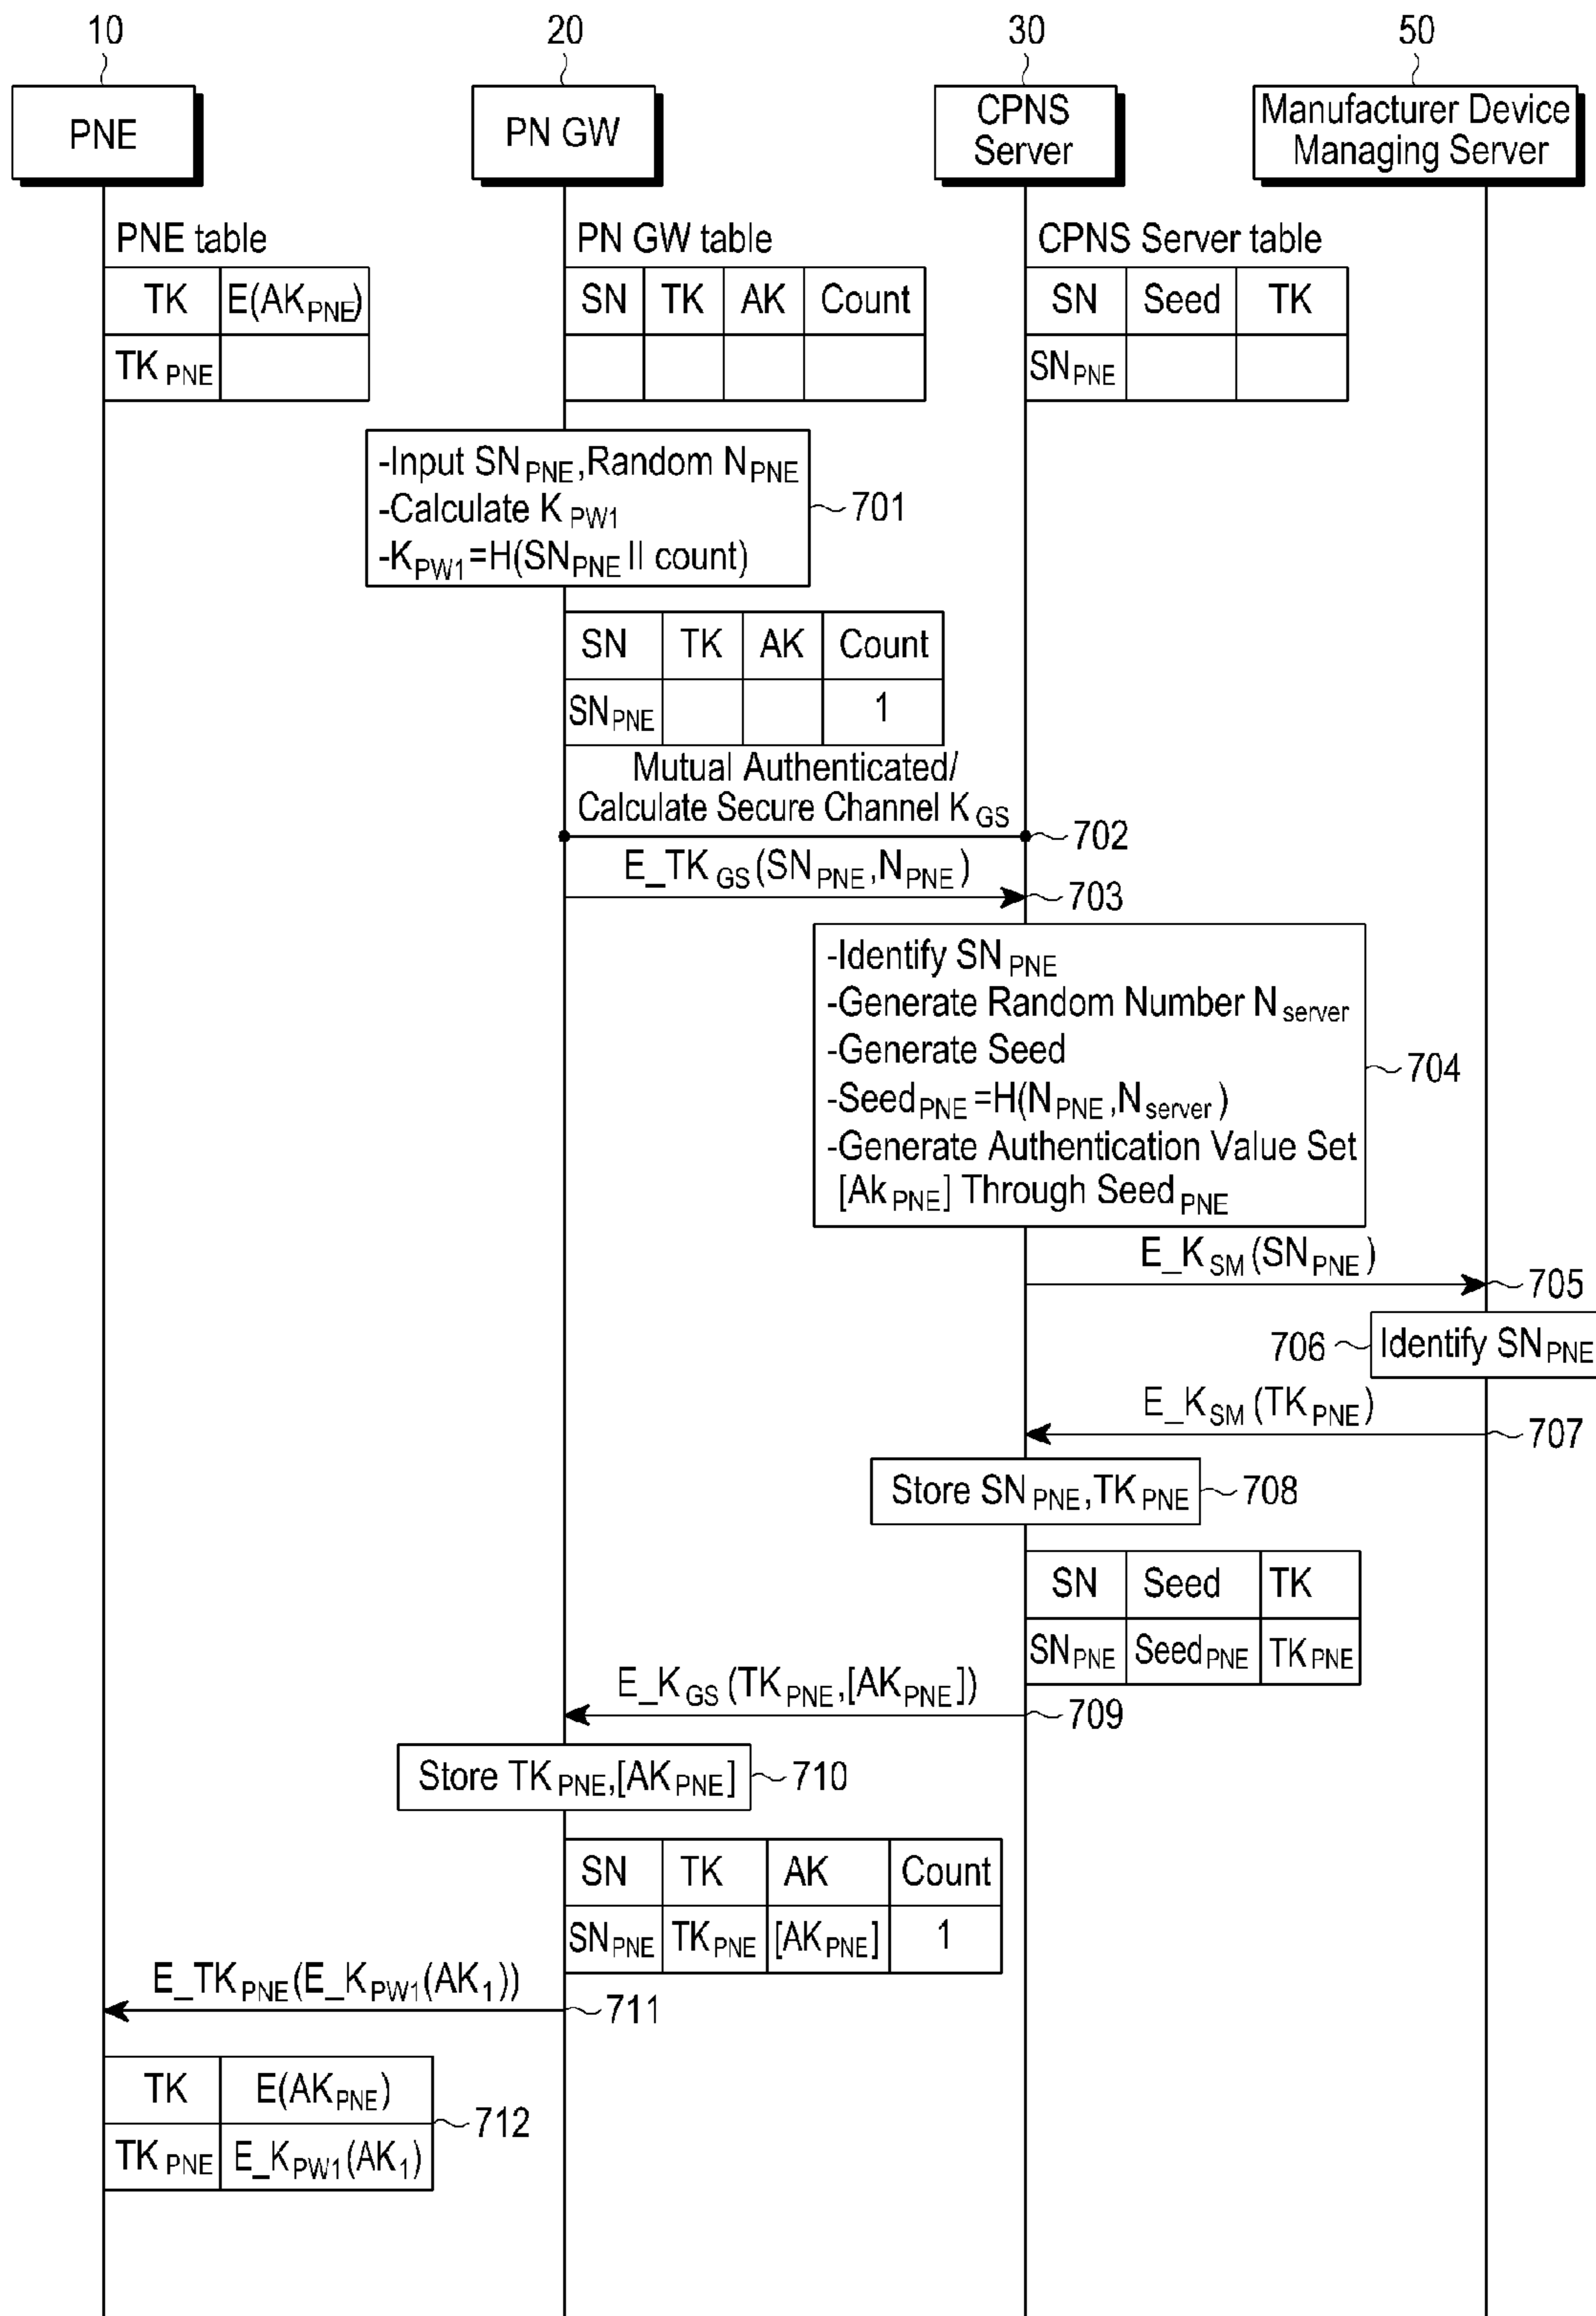 10
20
30
50
PNE
PN GW
CPNS
Server
Manufacturer Device
Managing Server
PNE table
TK E(AKPNE)
TKPNE
PN GW table
SN TK AK Count
CPNS Server table
SN Seed TK
SNPNE
-Input SNPNE,Random NPNE
-Calculate KPW1
-KPW1=H(SNPNE II count)
701
SN TK AK Count
SNPNE 1
Mutual Authenticated/
Calculate Secure Channel KGS
702
E_TKGS(SNPNE,NPNE)
703
-Identify SNPNE
-Generate Random Number Nserver
-Generate Seed
-SeedPNE=H(NPNE,Nserver)
-Generate Authentication Value Set
[AkPNE] Through SeedPNE
704
E_KSM(SNPNE)
705
706
Identify SNPNE
E_KSM(TKPNE)
707
Store SNPNE,TKPNE
708
SN Seed TK
SNPNE SeedPNE TKPNE
E_KGS(TKPNE,[AKPNE])
709
Store TKPNE,[AKPNE]
710
SN TK AK Count
SNPNE TKPNE [AKPNE] 1
E_TKPNE(E_KPW1(AK1))
711
TK E(AKPNE)
TKPNE E_KPW1(AK1)
712